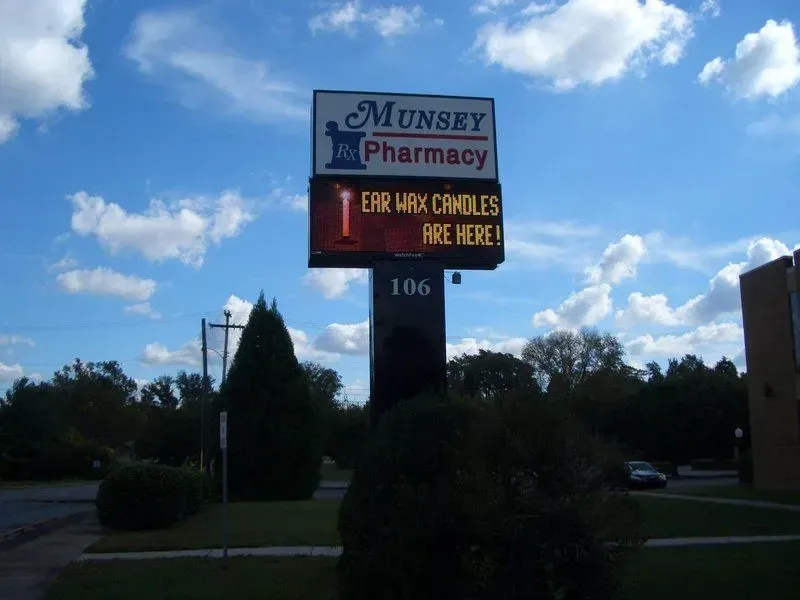 MUNSEY
Rx
Pharmacy
EAR WAX CANDLES
ARE HERE!
106